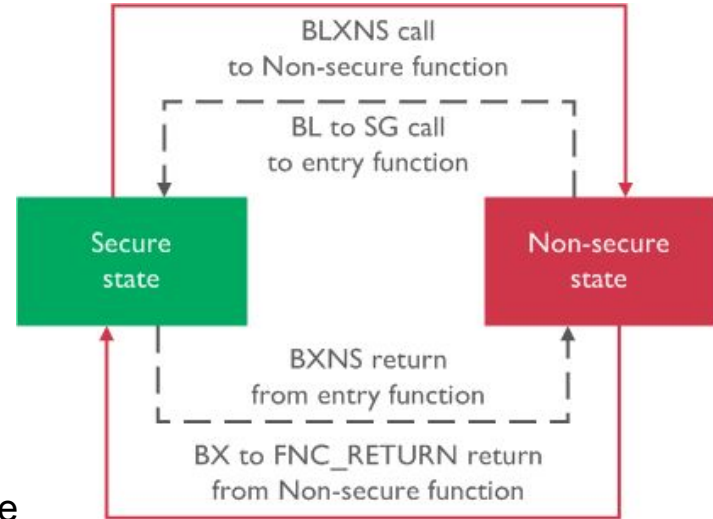 BLXNS call
to Non-secure function
BL to SG call
to entry function
Secure
state
Non-secure
state
BXNS return
from entry function
BX to FNC_RETURN return
from Non-secure function
e